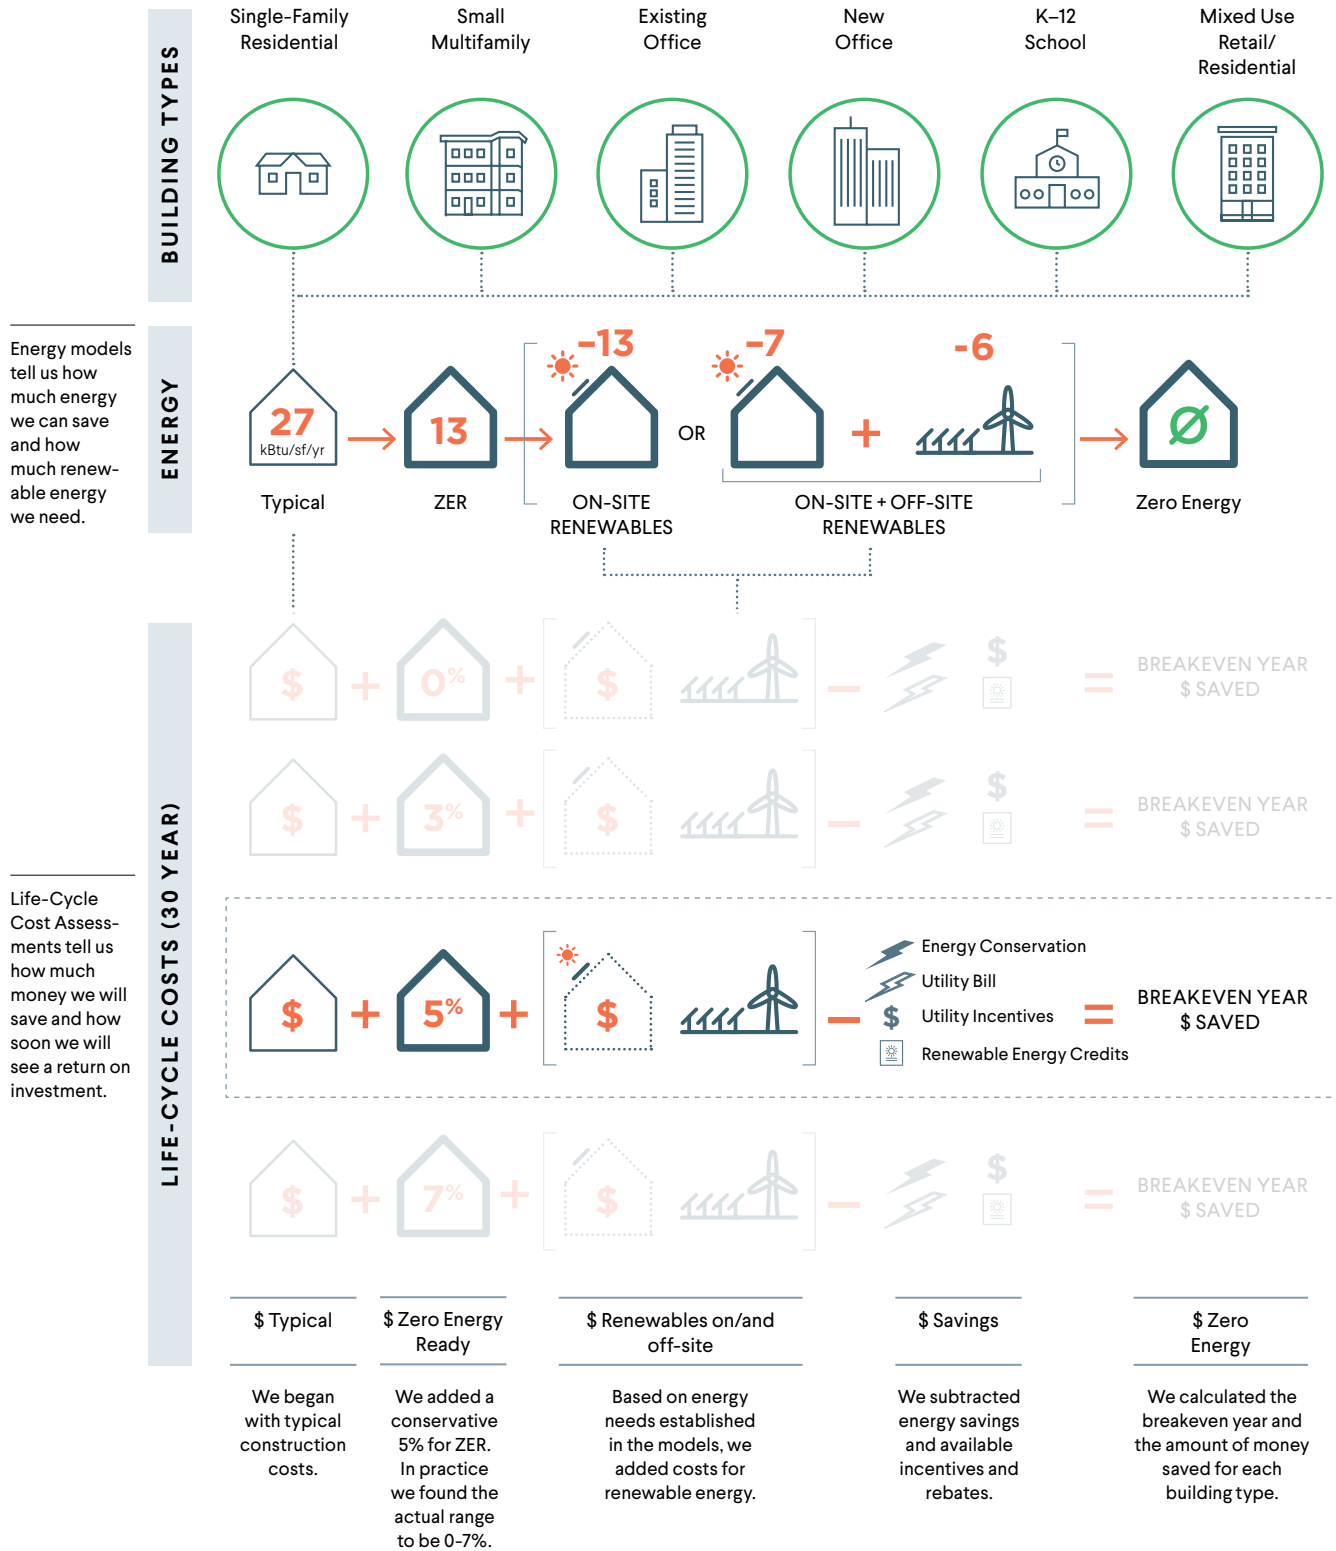 BUILDING TYPES
Single-Family
Residential
Small
Multifamily
Existing
Office
New
Office
K–12
School
Mixed Use
Retail/
Residential
Energy models
tell us how
much energy
we can save
and how
much renew-
able energy
we need.
ENERGY
27
kBtu/sf/yr
Typical
13
ZER
-13
ON-SITE
RENEWABLES
OR
-7
+
-6
ON-SITE + OFF-SITE
RENEWABLES
Ø
Zero Energy
Life-Cycle
Cost Assess-
ments tell us
how much
money we will
save and how
soon we will
see a return on
investment.
LIFE-CYCLE COSTS (30 YEAR)
$ + 0% + $ – $ = BREAKEVEN YEAR
$ SAVED
$ + 3% + $ – $ = BREAKEVEN YEAR
$ SAVED
$ + 5% + $ –
Energy Conservation
Utility Bill
$ Utility Incentives
Renewable Energy Credits
= BREAKEVEN YEAR
$ SAVED
$ + 7% + $ – $ = BREAKEVEN YEAR
$ SAVED
$ Typical
We began
with typical
construction
costs.
$ Zero Energy
Ready
We added a
conservative
5% for ZER.
In practice
we found the
actual range
to be 0-7%.
$ Renewables on/and
off-site
Based on energy
needs established
in the models, we
added costs for
renewable energy.
$ Savings
We subtracted
energy savings
and available
incentives and
rebates.
$ Zero
Energy
We calculated the
breakeven year and
the amount of money
saved for each
building type.